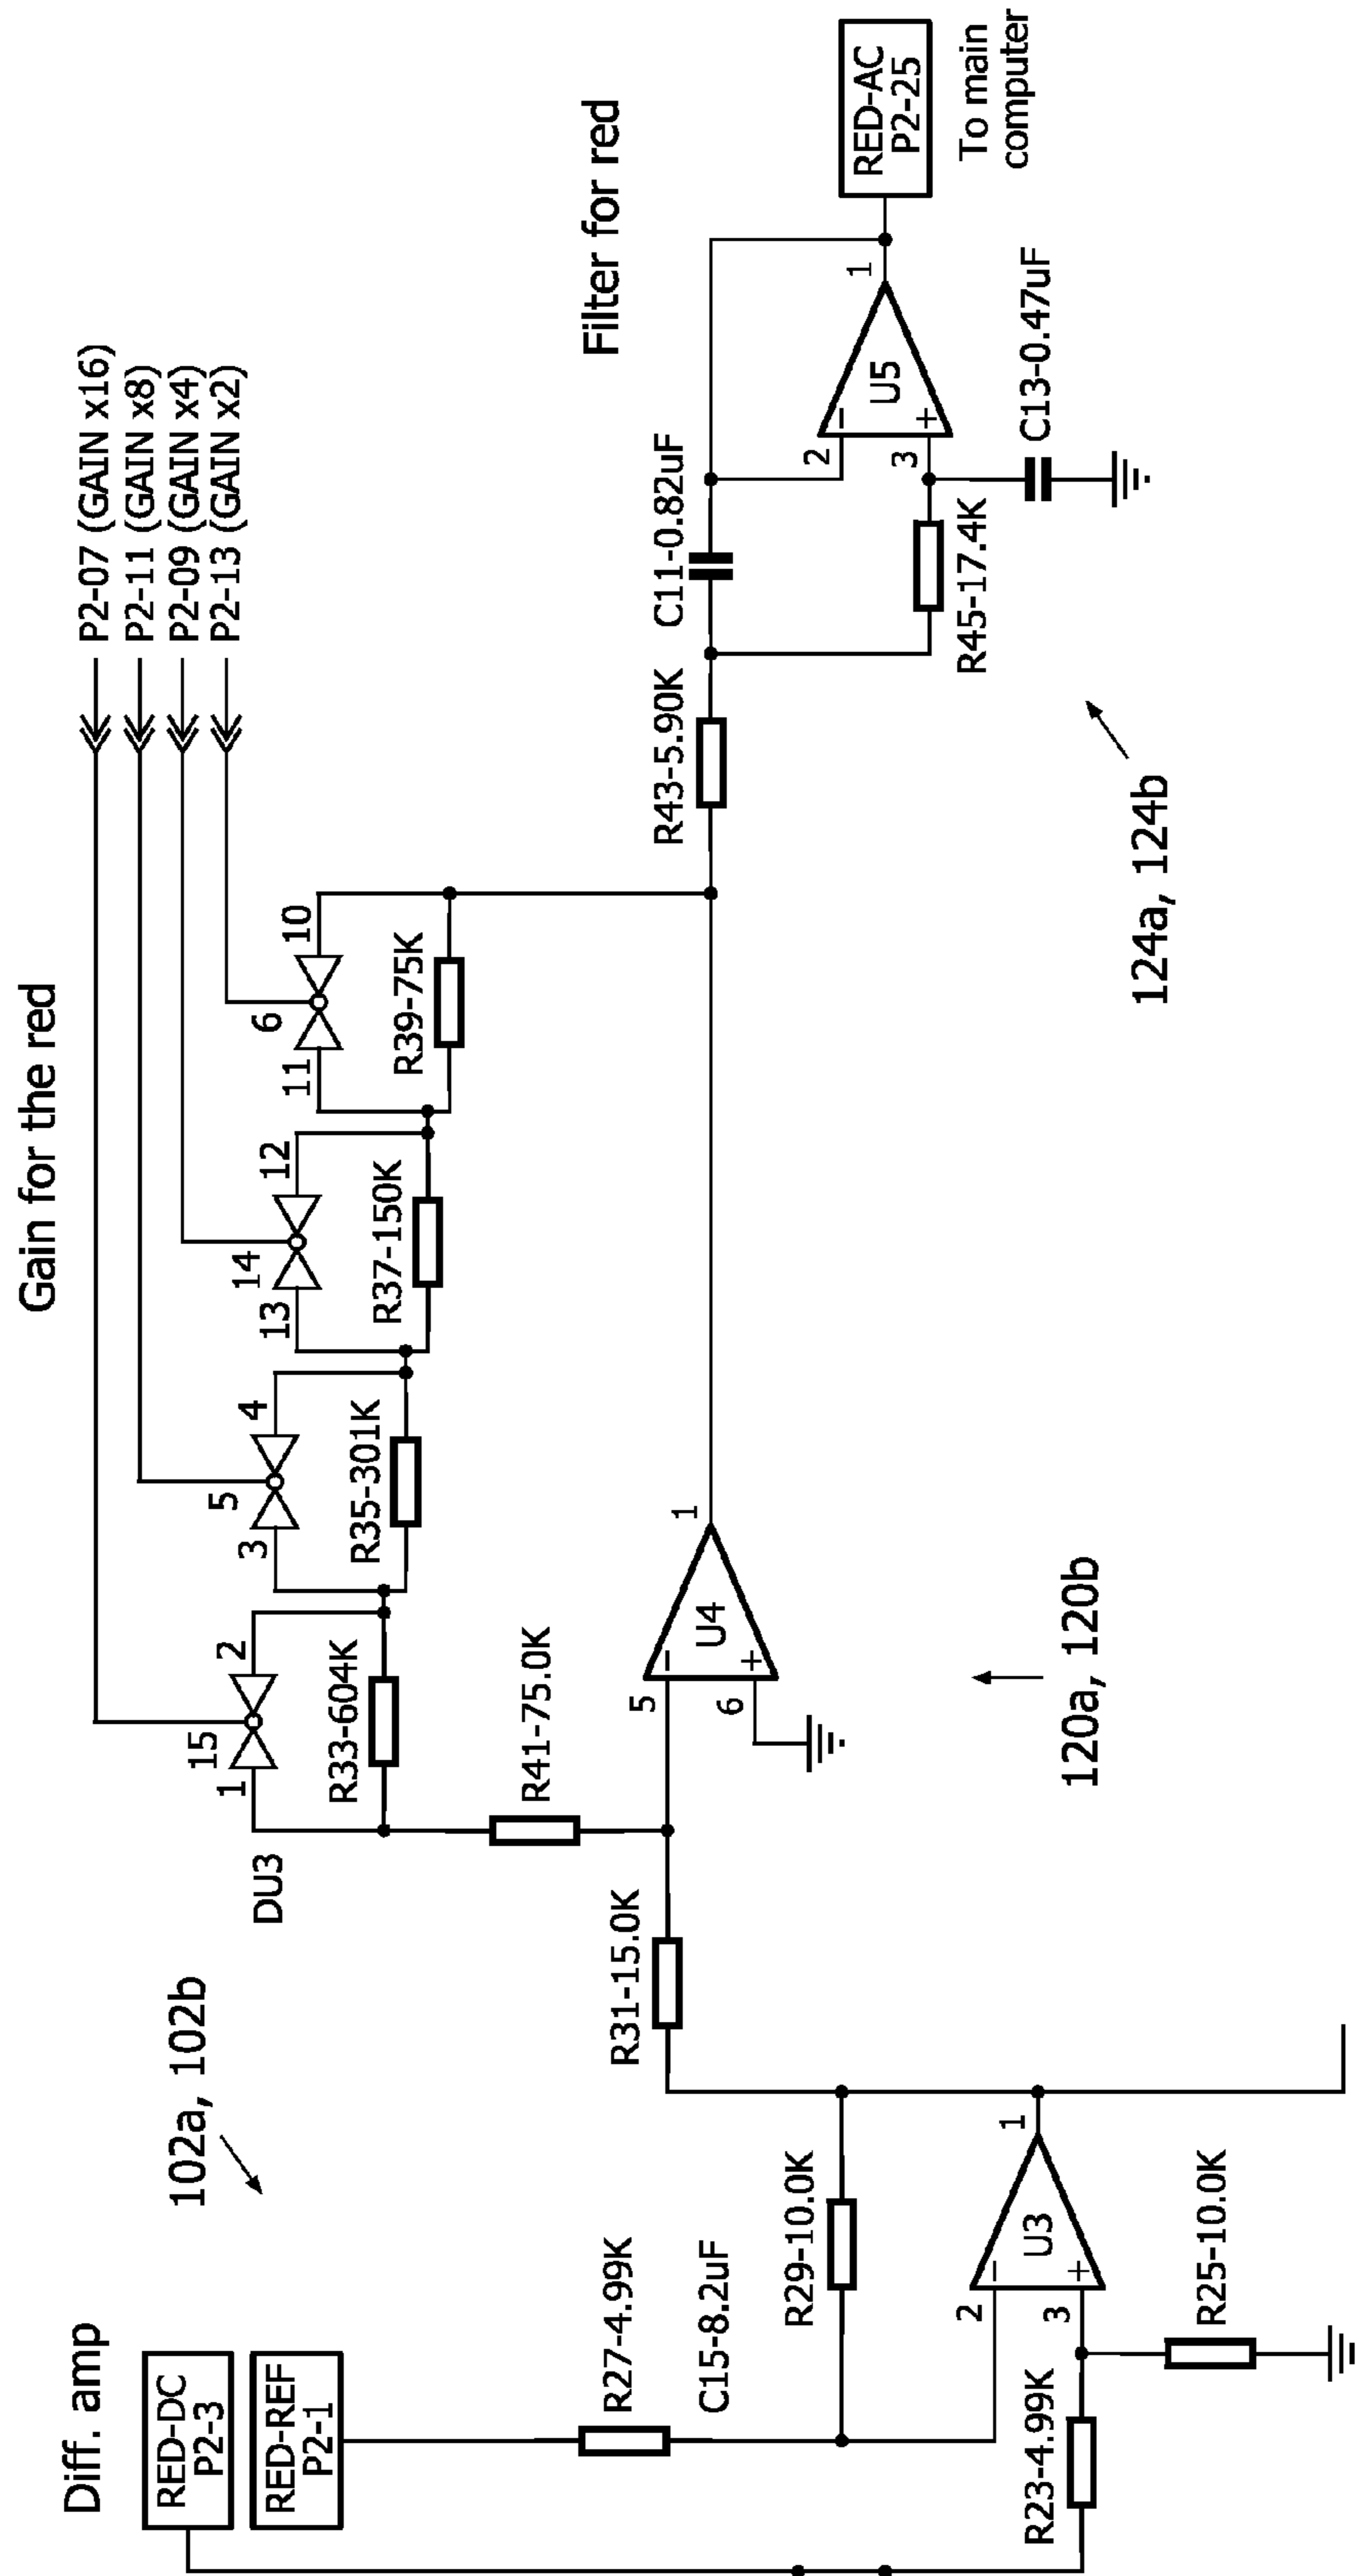 Diff. amp
RED-DC
P2-3
RED-REF
P2-1
102a, 102b
R27-4.99K
C15-8.2uF
R29-10.0K
2
3
U3
-
+
1
R23-4.99K
R25-10.0K
Gain for the red
P2-07 (GAIN x16)
P2-11 (GAIN x8)
P2-09 (GAIN x4)
P2-13 (GAIN x2)
DU3
1
15
2
R33-604K
3
5
4
R35-301K
13
14
12
R37-150K
11
6
10
R39-75K
R41-75.0K
R31-15.0K
5
6
U4
-
+
1
120a, 120b
Filter for red
R43-5.90K
C11-0.82uF
R45-17.4K
2
3
U5
-
+
1
C13-0.47uF
RED-AC
P2-25
To main
computer
124a, 124b